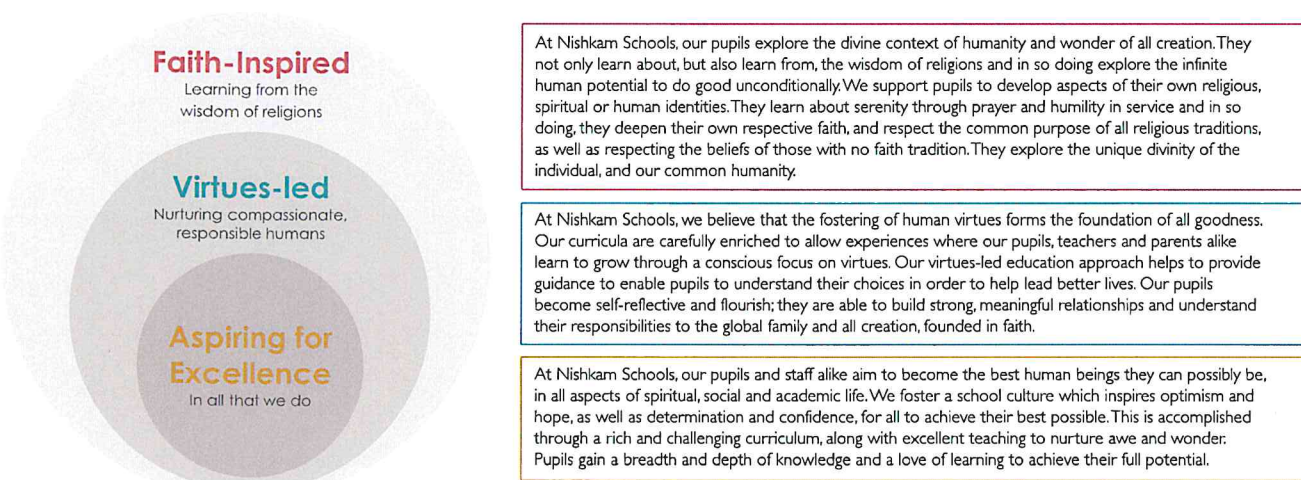 Faith-Inspired
Learning from the
wisdom of religions
Virtues-led
Nurturing compassionate,
responsible humans
Aspiring for
Excellence
In all that we do
At Nishkam Schools, our pupils explore the divine context of humanity and wonder of all creation. They
not only learn about, but also learn from, the wisdom of religions and in so doing explore the infinite
human potential to do good unconditionally. We support pupils to develop aspects of their own religious,
spiritual or human identities. They learn about serenity through prayer and humility in service and in so
doing, they deepen their own respective faith, and respect the common purpose of all religious traditions,
as well as respecting the beliefs of those with no faith tradition. They explore the unique divinity of the
individual, and our common humanity.
At Nishkam Schools, we believe that the fostering of human virtues forms the foundation of all goodness.
Our curricula are carefully enriched to allow experiences where our pupils, teachers and parents alike
learn to grow through a conscious focus on virtues. Our virtues-led education approach helps to provide
guidance to enable pupils to understand their choices in order to help lead better lives. Our pupils
become self-reflective and flourish; they are able to build strong, meaningful relationships and understand
their responsibilities to the global family and all creation, founded in faith.
At Nishkam Schools, our pupils and staff alike aim to become the best human beings they can possibly be,
in all aspects of spiritual, social and academic life. We foster a school culture which inspires optimism and
hope, as well as determination and confidence, for all to achieve their best possible. This is accomplished
through a rich and challenging curriculum, along with excellent teaching to nurture awe and wonder.
Pupils gain a breadth and depth of knowledge and a love of learning to achieve their full potential.